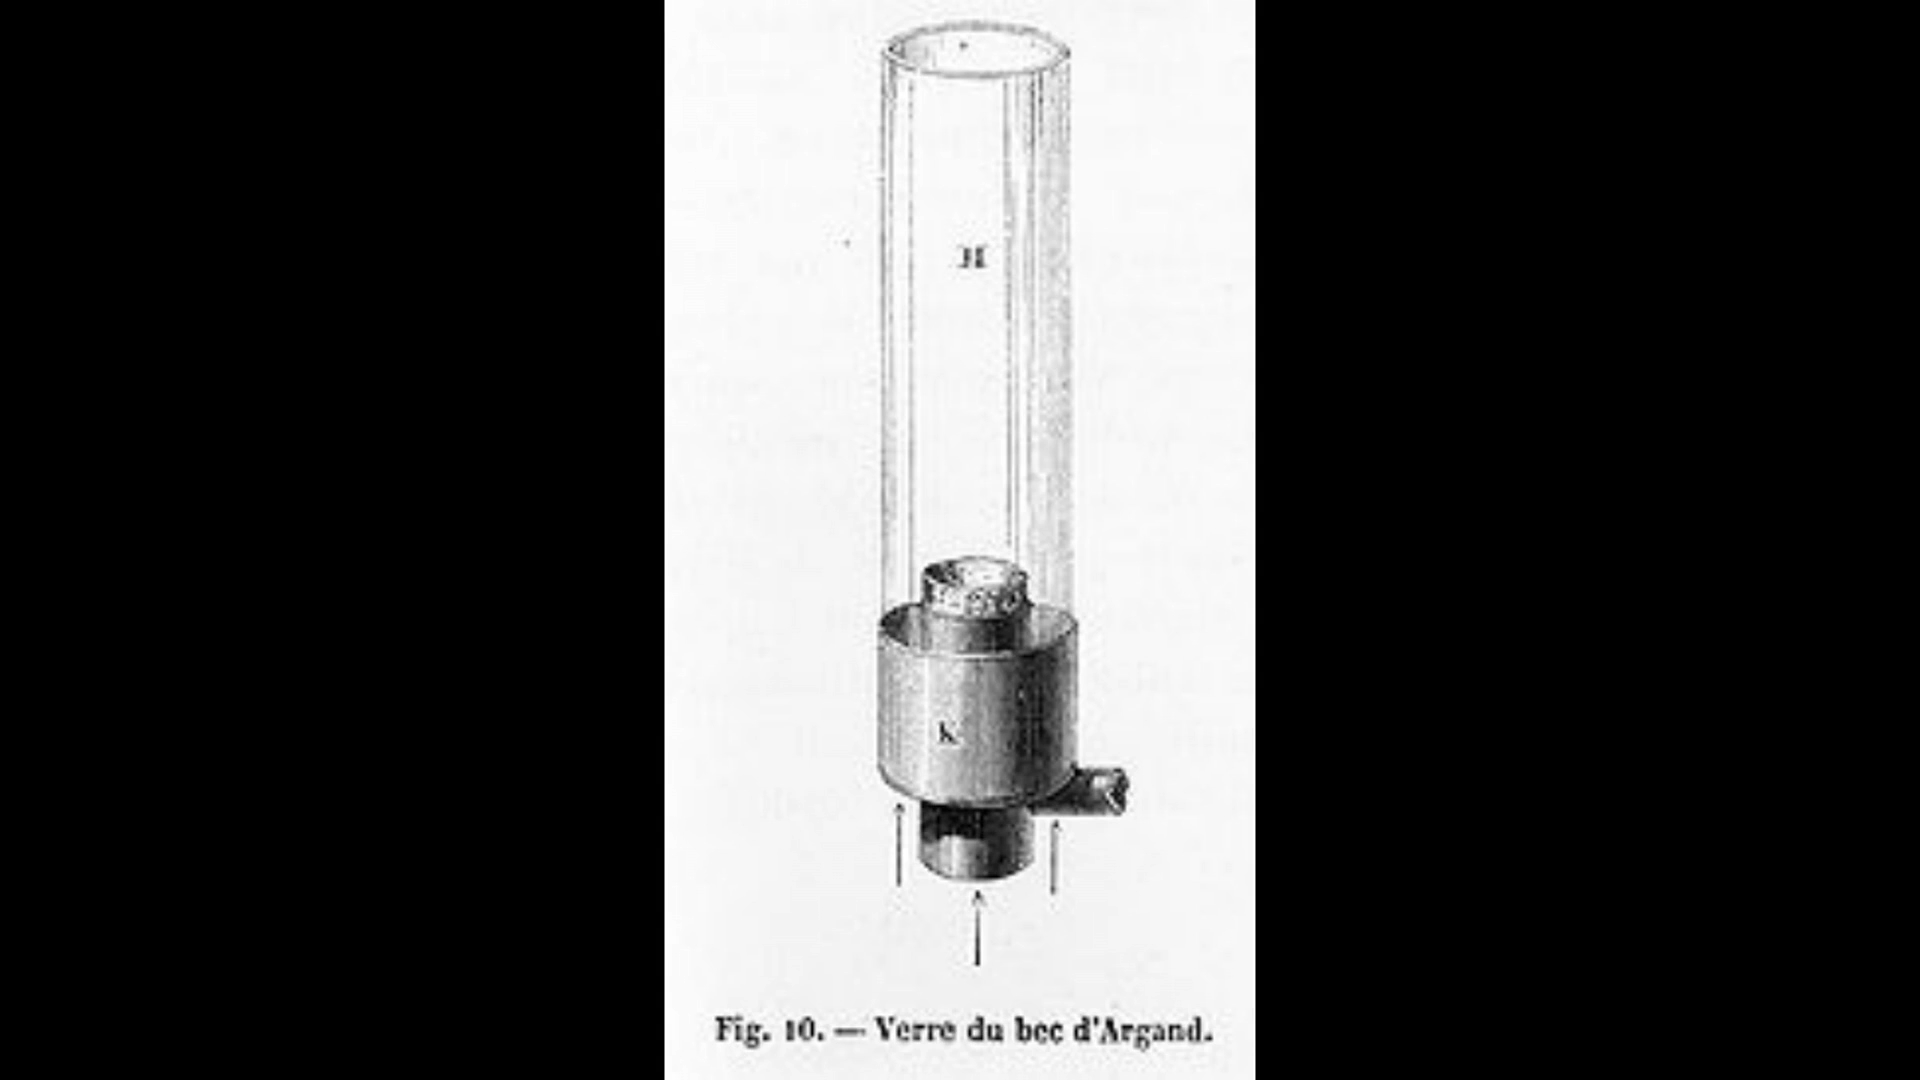 H
K
Fig. 10. — Verre du bec d'Argand.